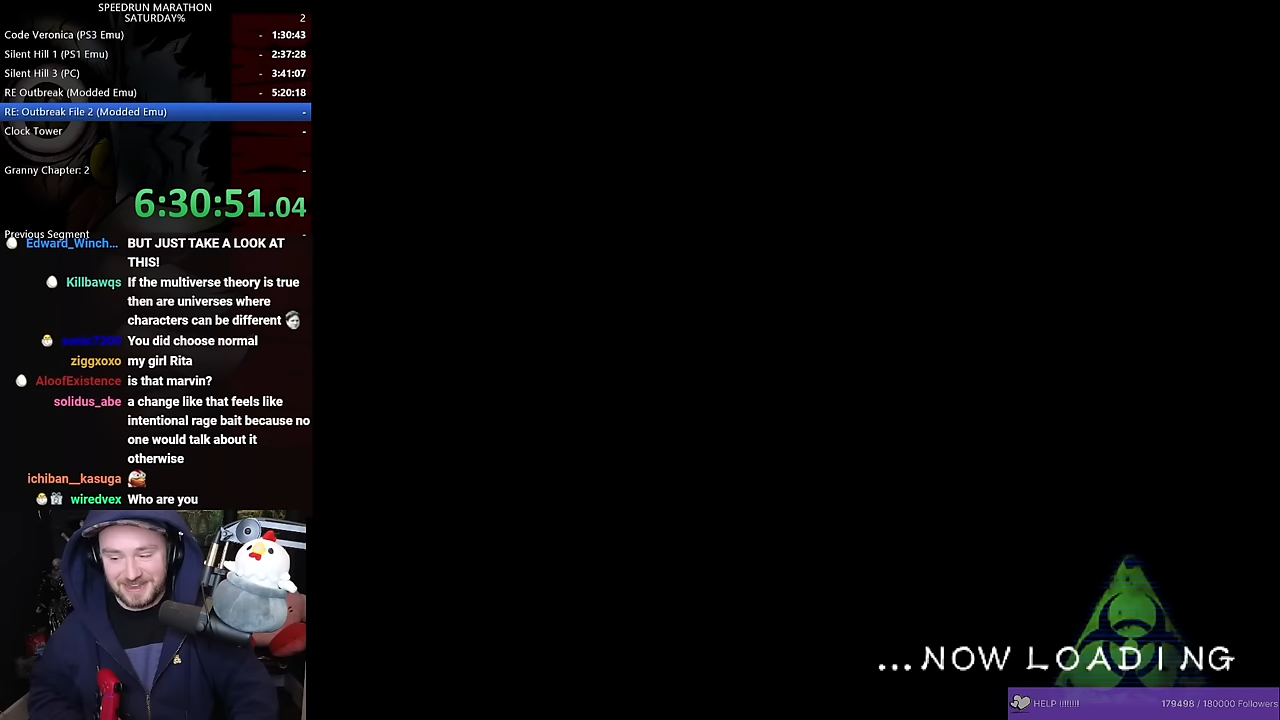 SPEEDRUN MARATHON
SATURDAY%
2
Code Veronica (PS3 Emu) - 1:30:43
Silent Hill 1 (PS1 Emu) - 2:37:28
Silent Hill 3 (PC) - 3:41:07
RE Outbreak (Modded Emu) - 5:20:18
RE: Outbreak File 2 (Modded Emu) -
Clock Tower -
Granny Chapter: 2 -
6:30:51.04
Previous Segment -
Edward_Winch... BUT JUST TAKE A LOOK AT
THIS!
Killbawqs If the multiverse theory is true
then are universes where
characters can be different
You did choose normal
ziggxoxo my girl Rita
AloofExistence is that marvin?
solidus_abe a change like that feels like
intentional rage bait because no
one would talk about it
otherwise
ichiban__kasuga
wiredvex Who are you
...NOW LOADING
HELP !!!!!!! 179498 / 180000 Followers